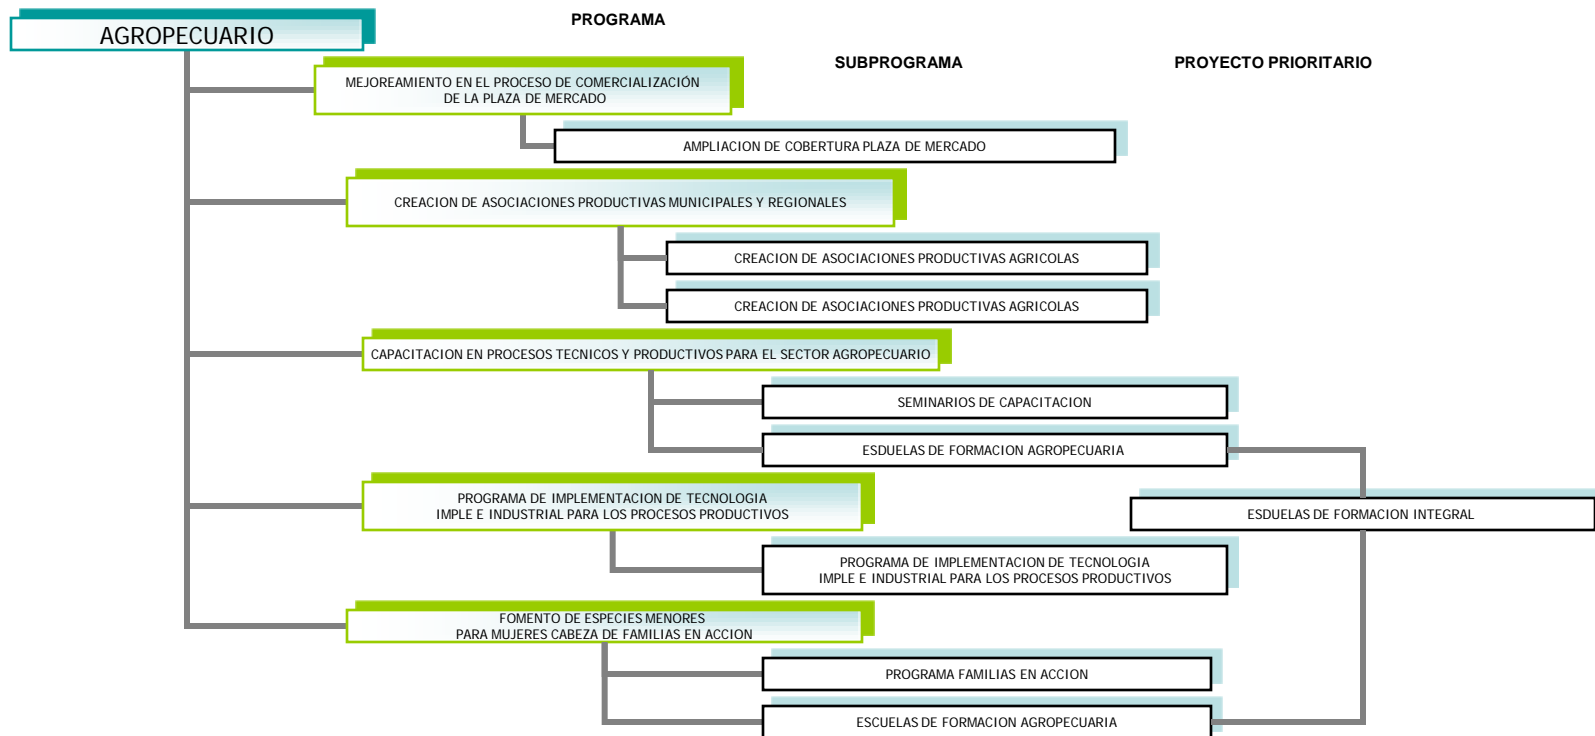 AGROPECUARIO
PROGRAMA
SUBPROGRAMA
PROYECTO PRIORITARIO
MEJOREAMIENTO EN EL PROCESO DE COMERCIALIZACIÓN
DE LA PLAZA DE MERCADO
AMPLIACION DE COBERTURA PLAZA DE MERCADO
CREACION DE ASOCIACIONES PRODUCTIVAS MUNICIPALES Y REGIONALES
CREACION DE ASOCIACIONES PRODUCTIVAS AGRICOLAS
CREACION DE ASOCIACIONES PRODUCTIVAS AGRICOLAS
CAPACITACION EN PROCESOS TECNICOS Y PRODUCTIVOS PARA EL SECTOR AGROPECUARIO
SEMINARIOS DE CAPACITACION
ESDUELAS DE FORMACION AGROPECUARIA
PROGRAMA DE IMPLEMENTACION DE TECNOLOGIA
IMPLE E INDUSTRIAL PARA LOS PROCESOS PRODUCTIVOS
ESDUELAS DE FORMACION INTEGRAL
PROGRAMA DE IMPLEMENTACION DE TECNOLOGIA
IMPLE E INDUSTRIAL PARA LOS PROCESOS PRODUCTIVOS
FOMENTO DE ESPECIES MENORES
PARA MUJERES CABEZA DE FAMILIAS EN ACCION
PROGRAMA FAMILIAS EN ACCION
ESCUELAS DE FORMACION AGROPECUARIA